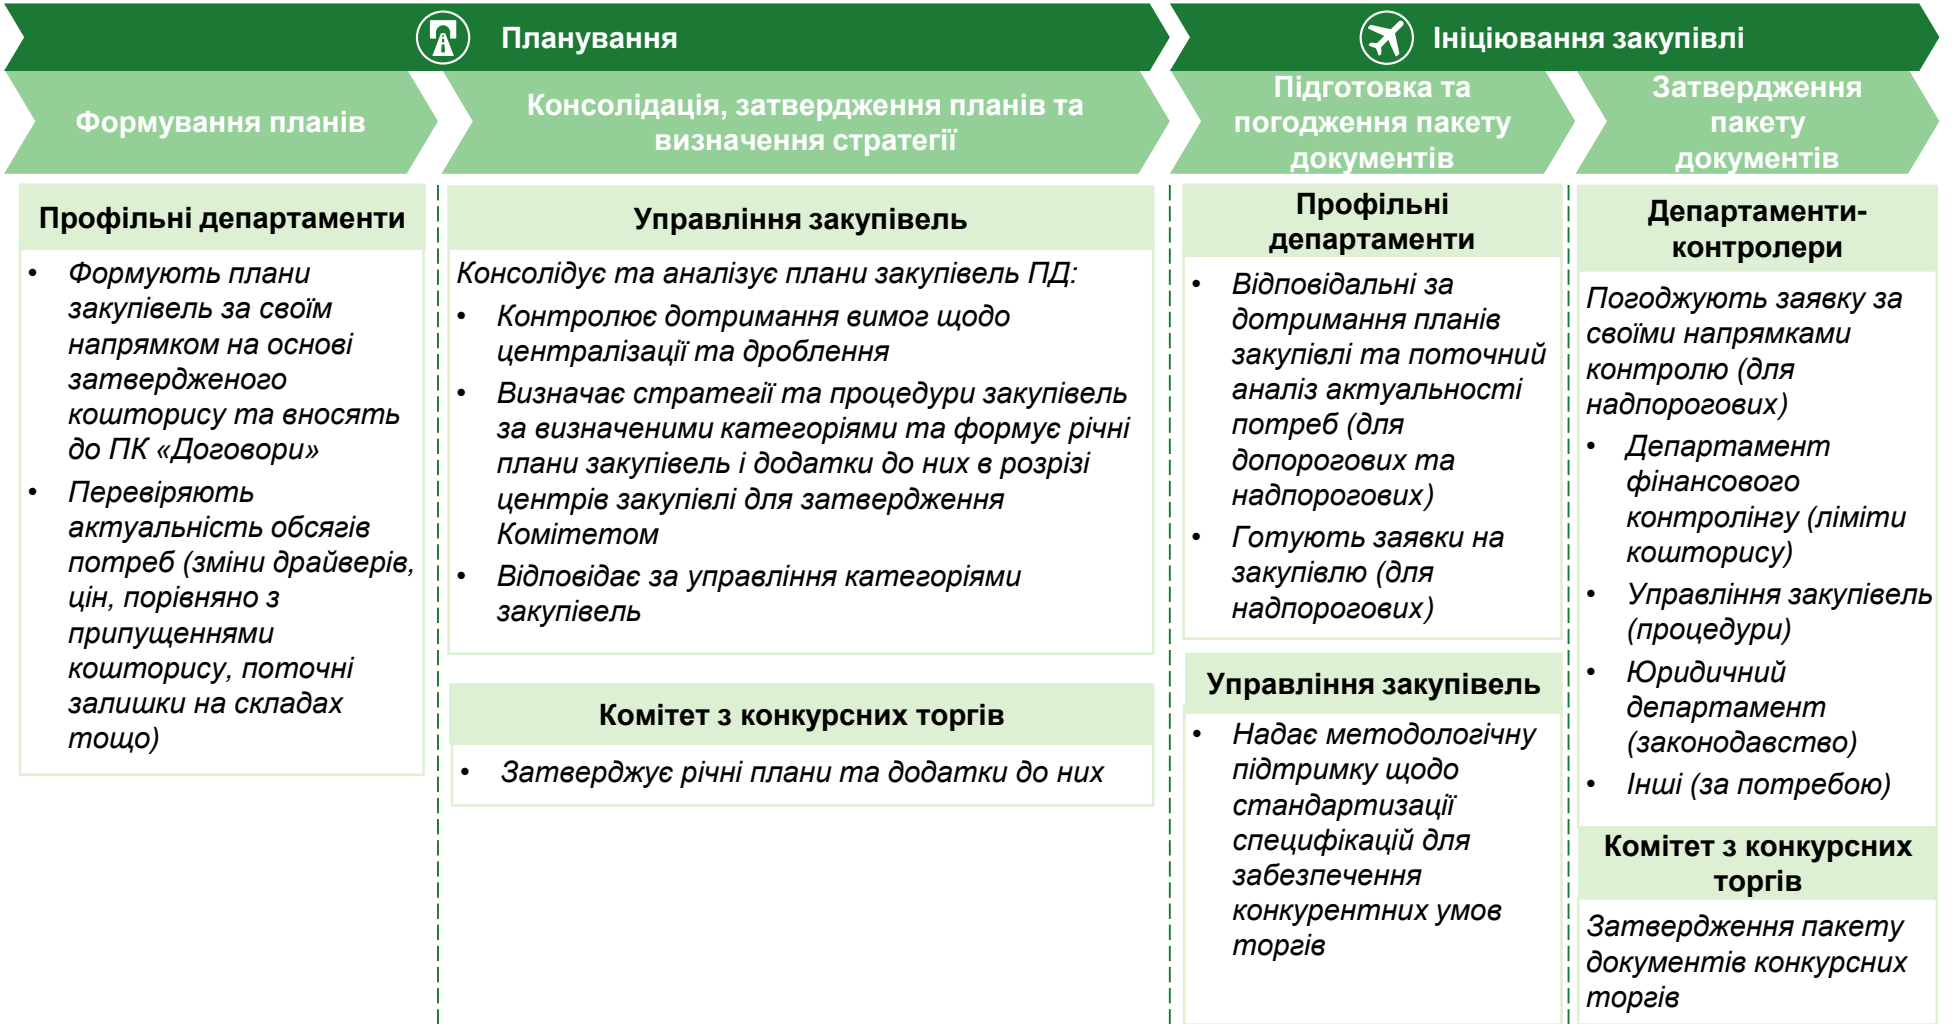 Планування
Ініціювання закупівлі
Формування планів
Консолідація, затвердження планів та
визначення стратегії
Підготовка та
погодження пакету
документів
Затвердження
пакету
документів
Профільні департаменти
• Формують плани
закупівель за своїм
напрямком на основі
затвердженого
кошторису та вносять
до ПК «Договори»
• Перевіряють
актуальність обсягів
потреб (зміни драйверів,
цін, порівняно з
припущеннями
кошторису, поточні
залишки на складах
тощо)
Управління закупівель
Консолідує та аналізує плани закупівель ПД:
• Контролює дотримання вимог щодо
централізації та дроблення
• Визначає стратегії та процедури закупівель
за визначеними категоріями та формує річні
плани закупівель і додатки до них в розрізі
центрів закупівлі для затвердження
Комітетом
• Відповідає за управління категоріями
закупівель
Комітет з конкурсних торгів
• Затверджує річні плани та додатки до них
Профільні
департаменти
• Відповідальні за
дотримання планів
закупівлі та поточний
аналіз актуальності
потреб (для
допорогових та
надпорогових)
• Готують заявки на
закупівлю (для
надпорогових)
Управління закупівель
• Надає методологічну
підтримку щодо
стандартизації
специфікацій для
забезпечення
конкурентних умов
торгів
Департаменти-
контролери
Погоджують заявку за
своїми напрямками
контролю (для
надпорогових)
• Департамент
фінансового
контролінгу (ліміти
кошторису)
• Управління закупівель
(процедури)
• Юридичний
департамент
(законодавство)
• Інші (за потребою)
Комітет з конкурсних
торгів
Затвердження пакету
документів конкурсних
торгів